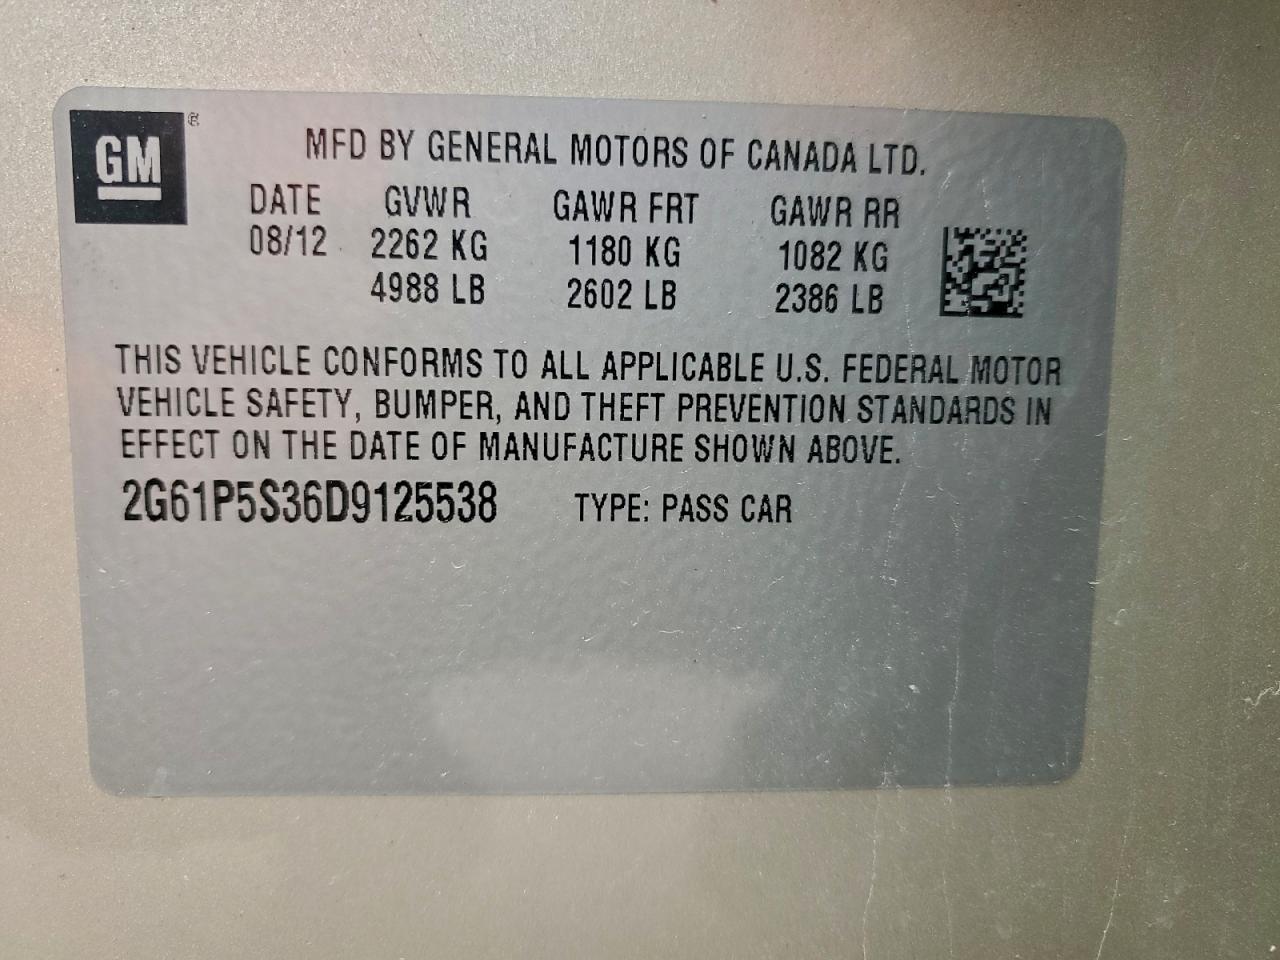 GM®
MFD BY GENERAL MOTORS OF CANADA LTD.
DATE GVWR GAWR FRT GAWR RR
08/12 2262 KG 1180 KG 1082 KG
4988 LB 2602 LB 2386 LB
THIS VEHICLE CONFORMS TO ALL APPLICABLE U.S. FEDERAL MOTOR
VEHICLE SAFETY, BUMPER, AND THEFT PREVENTION STANDARDS IN
EFFECT ON THE DATE OF MANUFACTURE SHOWN ABOVE.
2G61P5S36D9125538 TYPE: PASS CAR